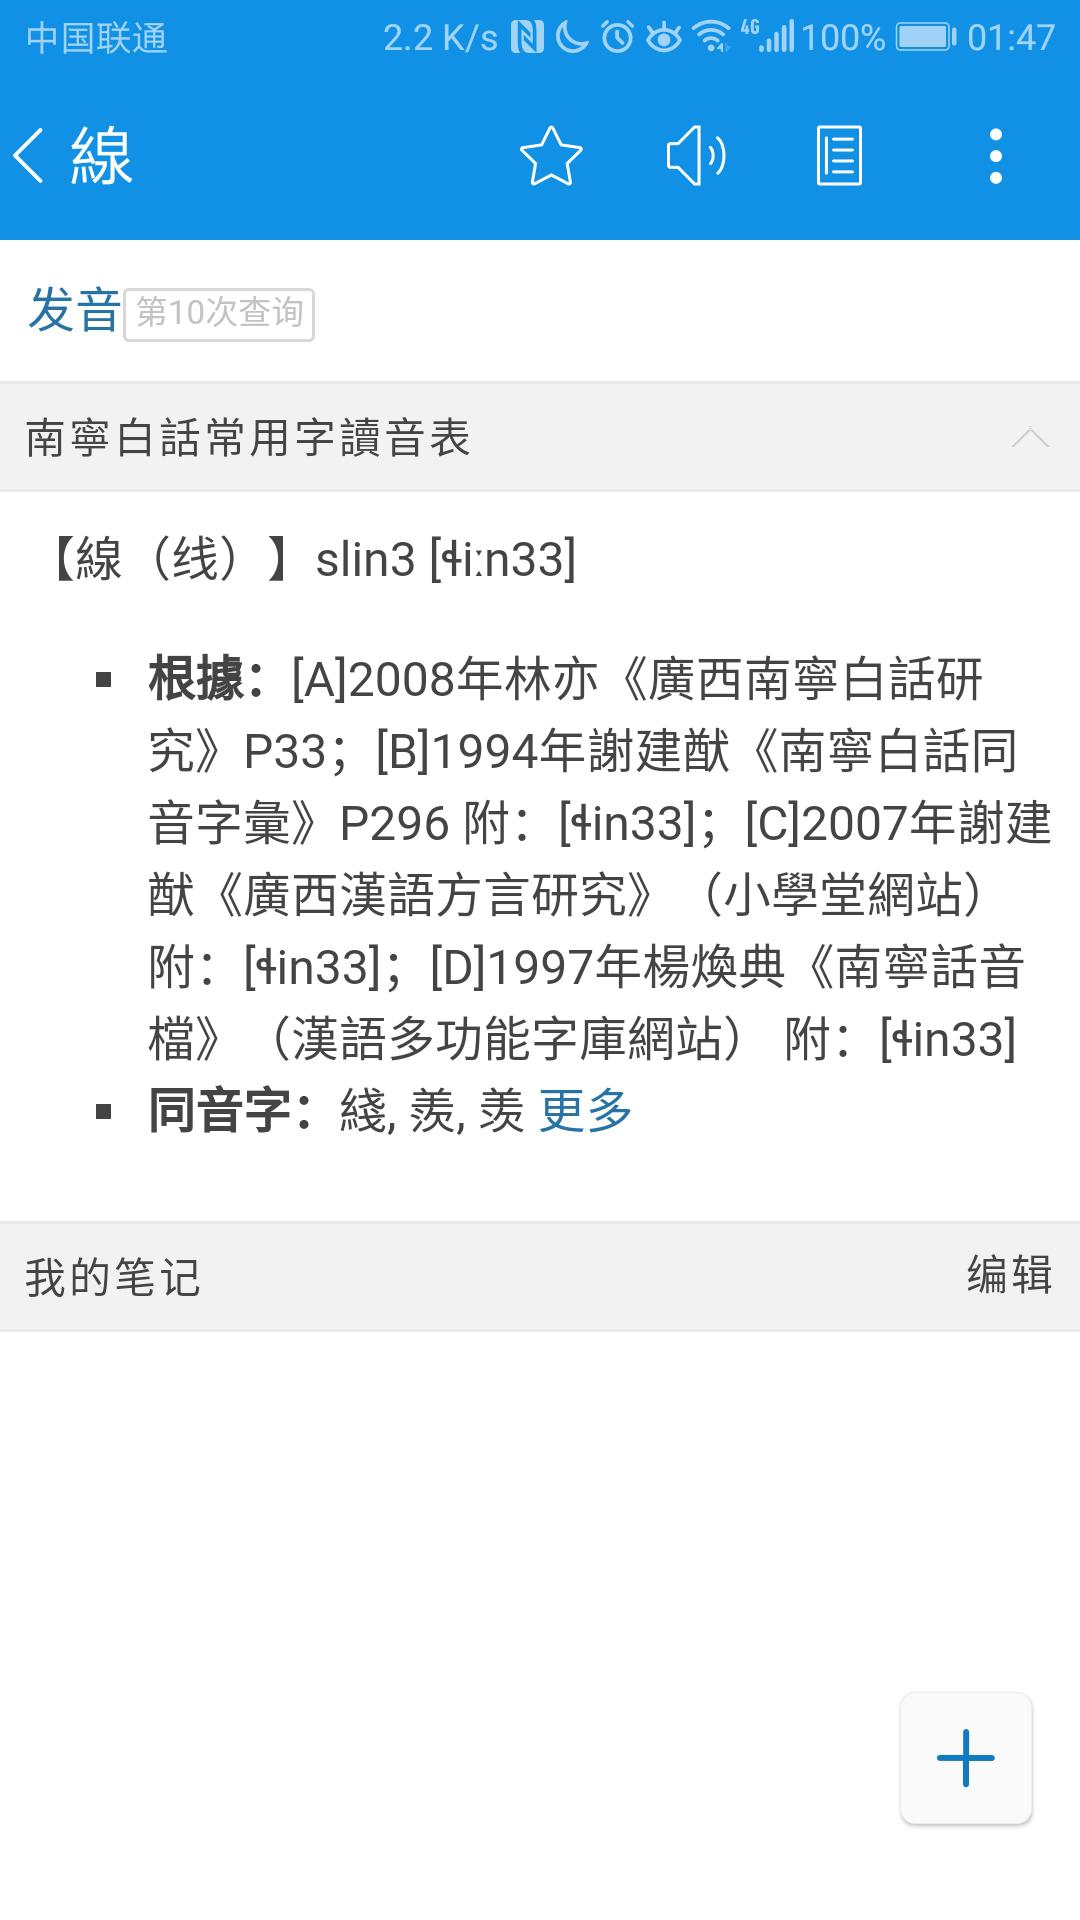 中国联通 2.2 K/s 4G 100% 01:47
線
发音 第10次查询
南寧白話常用字讀音表
【線（线）】slin3 [ɬiːn33]
根據：[A]2008年林亦《廣西南寧白話研
究》P33；[B]1994年謝建猷《南寧白話同
音字彙》P296 附：[ɬin33]；[C]2007年謝建
猷《廣西漢語方言研究》（小學堂網站）
附：[ɬin33]；[D]1997年楊煥典《南寧話音
檔》（漢語多功能字庫網站） 附：[ɬin33]
同音字：綫, 羡, 羨 更多
我的笔记 编辑